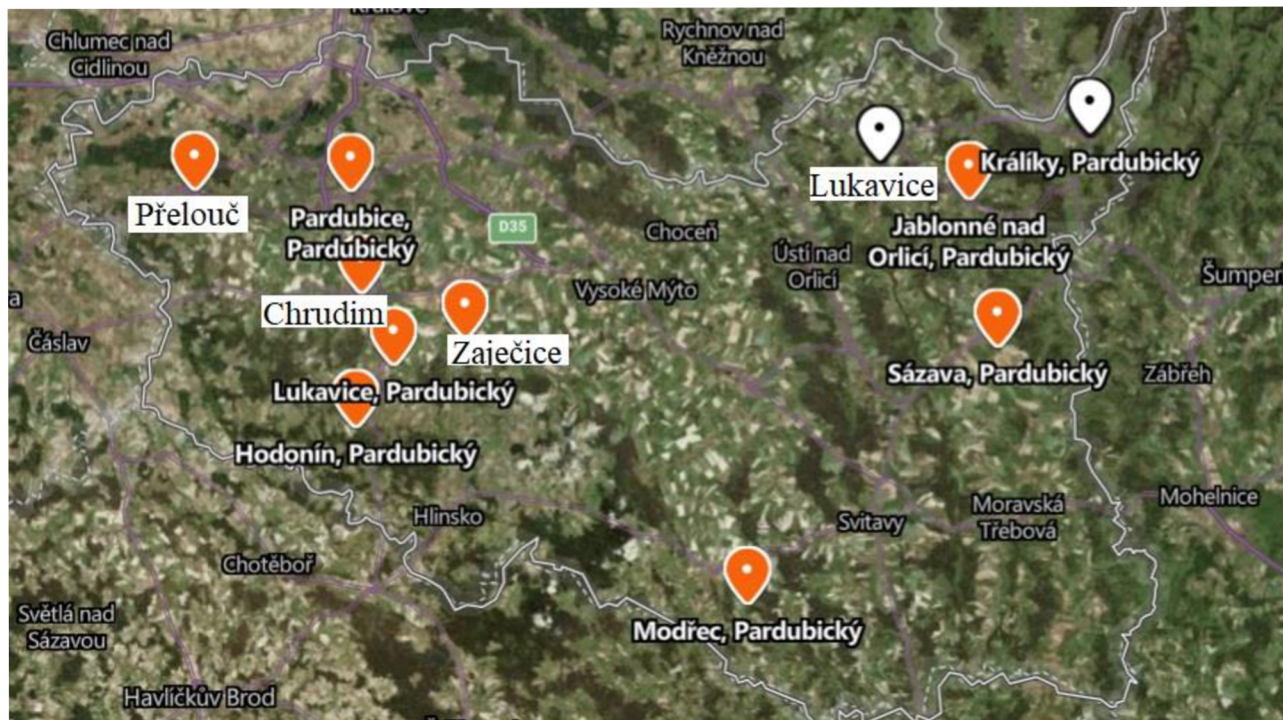 Králové
Chlumec nad
Cidlinou
Rychnov nad
Kněžnou
Přelouč
Pardubice,
Pardubický
D35
Choceň
Lukavice
Králíky, Pardubický
Jablonné nad
Orlicí, Pardubický
Ústí nad
Orlicí
Vysoké Mýto
Šumper
Chrudim
Zaječice
Čáslav
Lukavice, Pardubický
Hodonín, Pardubický
Sázava, Pardubický
Zábřeh
Hlinsko
Svitavy
Moravská
Třebová
Mohelnice
Chotěboř
Světlá nad
Sázavou
Modřec, Pardubický
Havlíčkův Brod